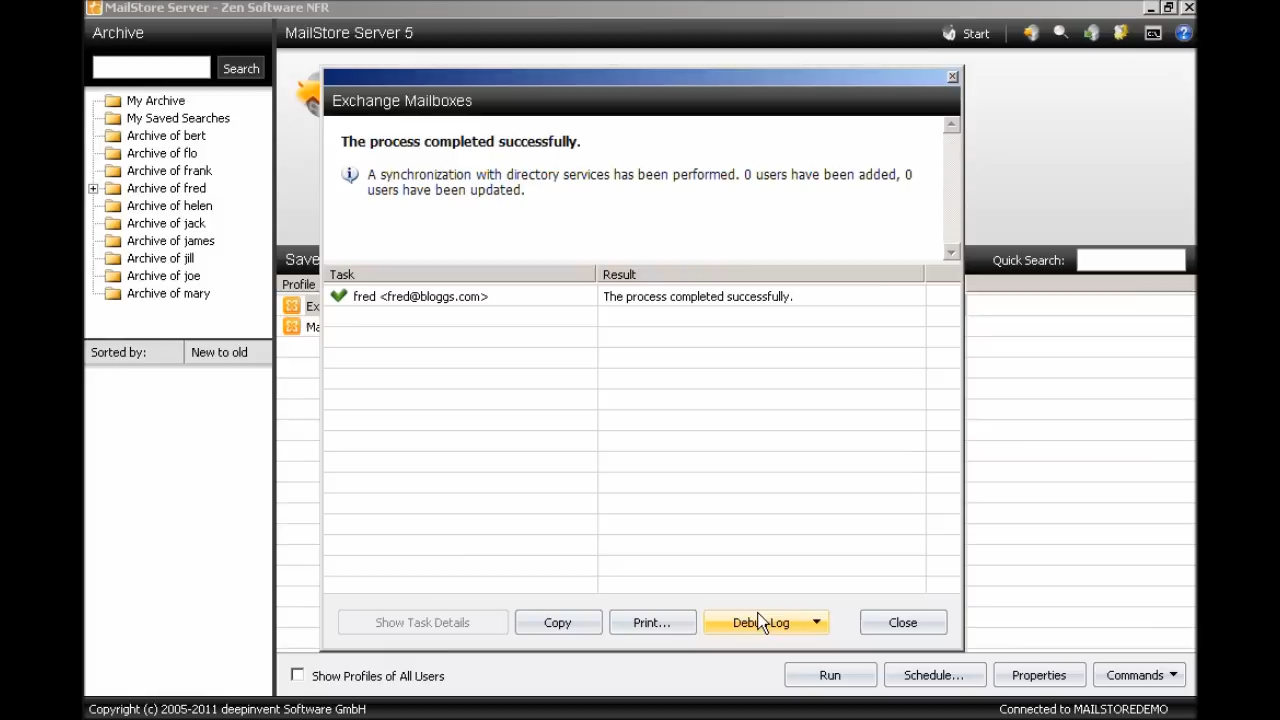 MailStore Server - Zen Software NFR
Archive
MailStore Server 5
Start
Search
My Archive
My Saved Searches
Archive of bert
Archive of flo
Archive of frank
Archive of fred
Archive of helen
Archive of jack
Archive of james
Archive of jill
Archive of joe
Archive of mary
Sorted by:
New to old
Exchange Mailboxes
The process completed successfully.
A synchronization with directory services has been performed. 0 users have been added, 0
users have been updated.
Save
Quick Search:
Profile
Ex
Ma
Task
Result
fred <fred@bloggs.com>
The process completed successfully.
Show Task Details
Copy
Print...
Debug Log
Close
Show Profiles of All Users
Run
Schedule...
Properties
Commands
Copyright (c) 2005-2011 deepinvent Software GmbH
Connected to MAILSTOREDEMO